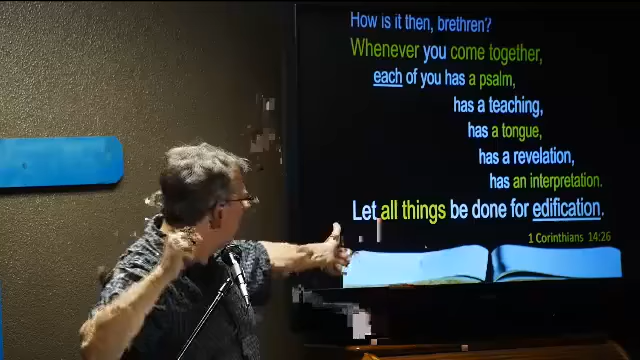 How is it then, brethren?
Whenever you come together,
each of you has a psalm,
has a teaching,
has a tongue,
has a revelation,
has an interpretation.
Let all things be done for edification.
1 Corinthians 14:26